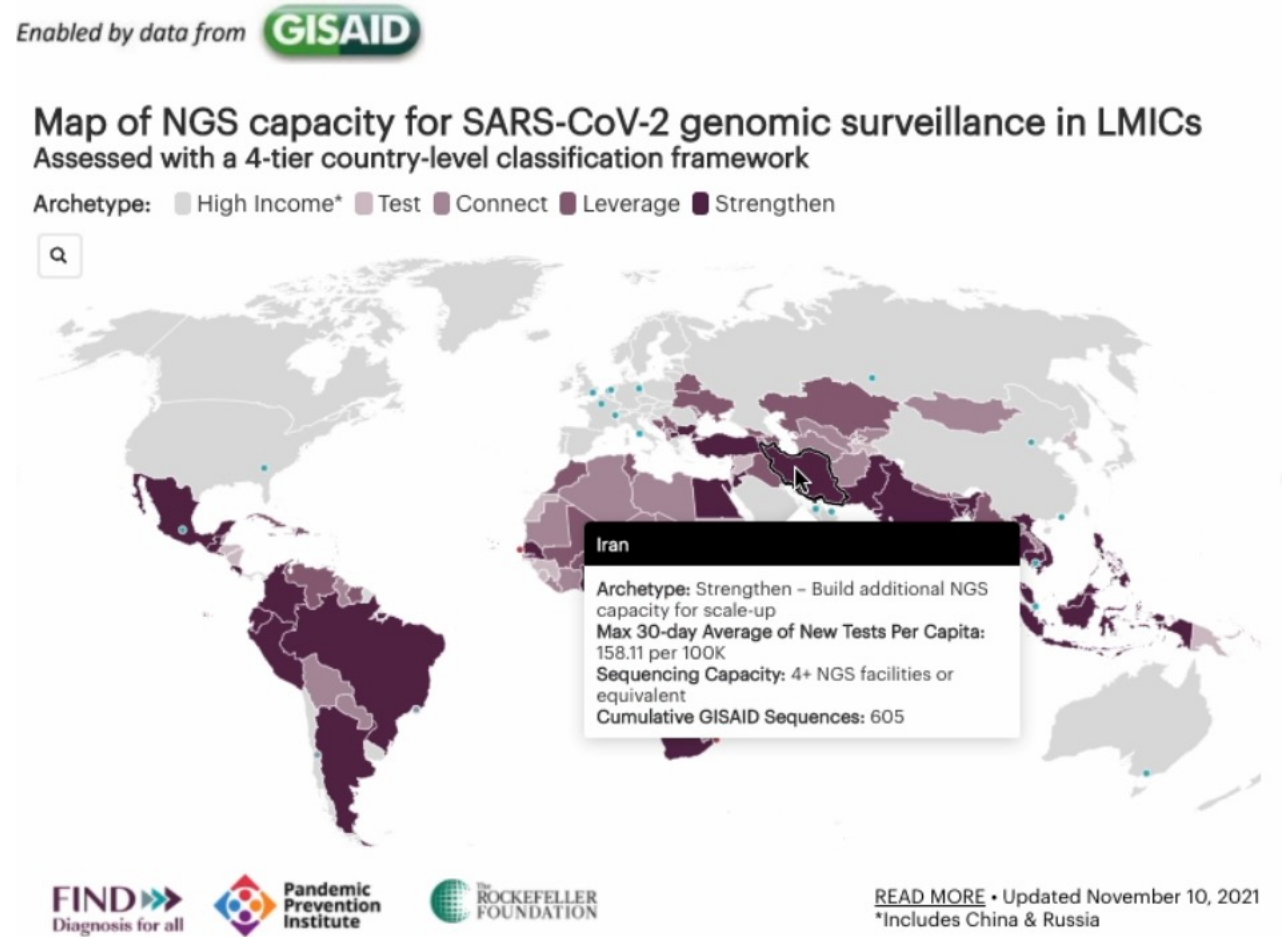 Enabled by data from GISAID
Map of NGS capacity for SARS-CoV-2 genomic surveillance in LMICs
Assessed with a 4-tier country-level classification framework
Archetype: High Income* Test Connect Leverage Strengthen
Iran
Archetype: Strengthen – Build additional NGS
capacity for scale-up
Max 30-day Average of New Tests Per Capita:
158.11 per 100K
Sequencing Capacity: 4+ NGS facilities or
equivalent
Cumulative GISAID Sequences: 605
FIND
Diagnosis for all
Pandemic
Prevention
Institute
The
ROCKEFELLER
FOUNDATION
READ MORE • Updated November 10, 2021
*Includes China & Russia